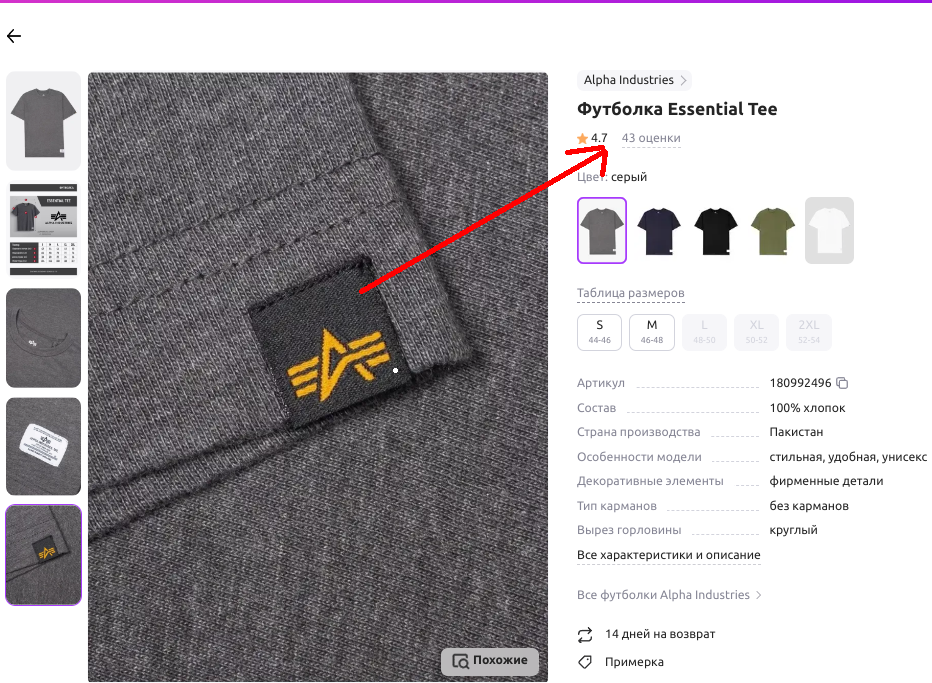 Alpha Industries
Футболка Essential Tee
4.7 43 оценки
Цвет: серый
Таблица размеров
S M L XL 2XL
44-46 46-48 48-50 50-52 52-54
Артикул 180992496
Состав 100% хлопок
Страна производства Пакистан
Особенности модели стильная, удобная, унисекс
Декоративные элементы фирменные детали
Тип карманов без карманов
Вырез горловины круглый
Все характеристики и описание
Все футболки Alpha Industries
14 дней на возврат
Примерка
Похожие
ESSENTIAL TEE